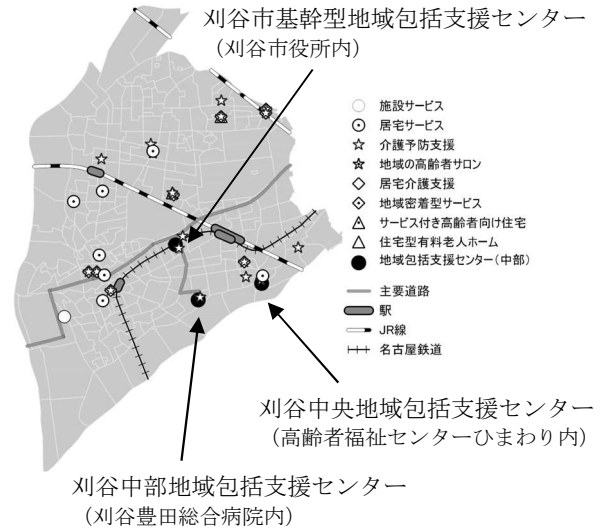 刈谷市基幹型地域包括支援センター
（刈谷市役所内）
施設サービス
居宅サービス
介護予防支援
地域の高齢者サロン
居宅介護支援
地域密着型サービス
サービス付き高齢者向け住宅
住宅型有料老人ホーム
地域包括支援センター（中部）
主要道路
駅
JR線
名古屋鉄道
刈谷中央地域包括支援センター
（高齢者福祉センターひまわり内）
刈谷中部地域包括支援センター
（刈谷豊田総合病院内）